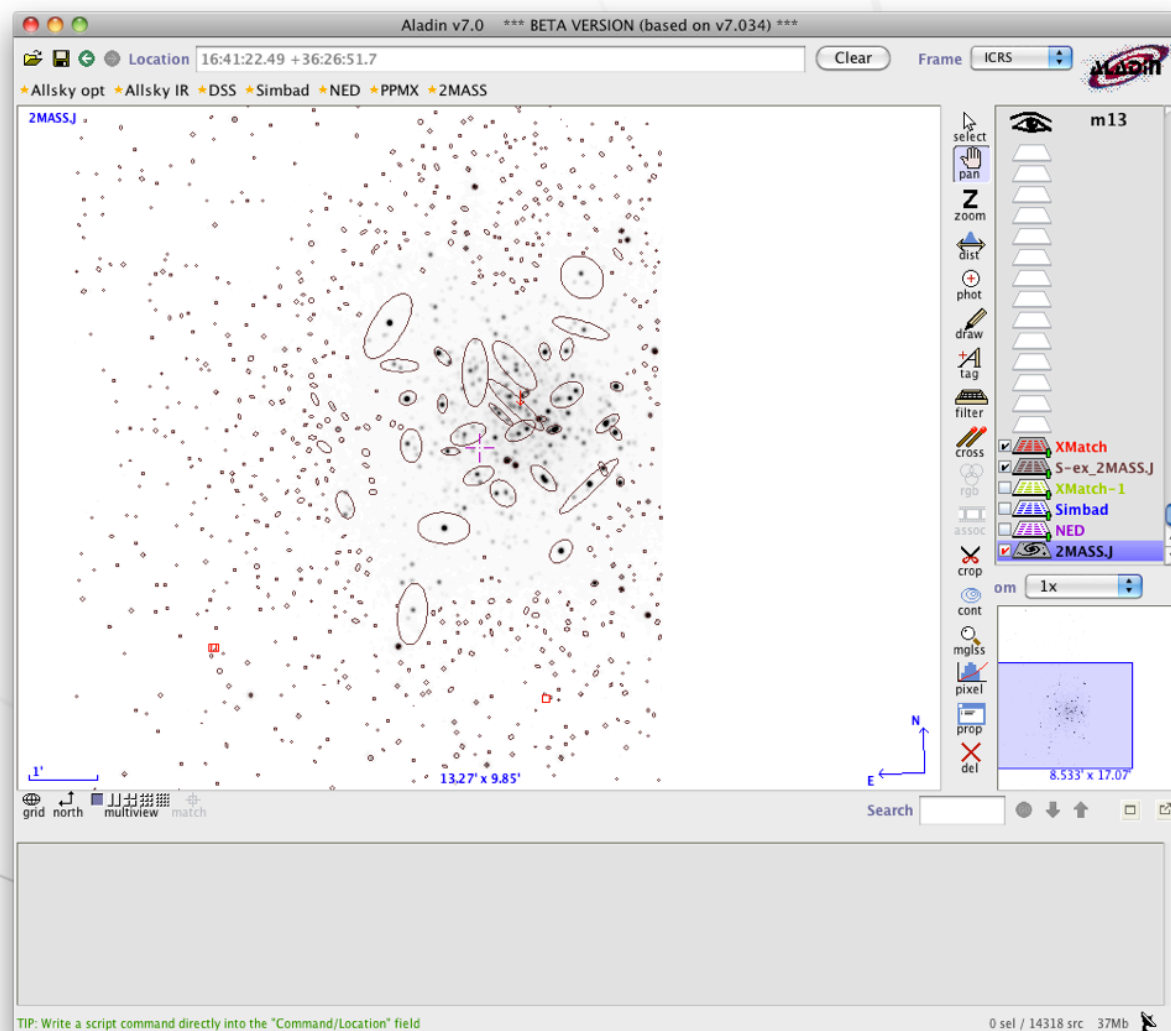 Aladin v7.0 *** BETA VERSION (based on v7.034) ***
Location 16:41:22.49 +36:26:51.7 Clear Frame ICRS
ALADIN
Allsky opt Allsky IR DSS Simbad NED PPMX 2MASS
2MASS.J
m13
select
pan
Z
zoom
dist
phot
draw
A
tag
filter
cross
rgb
assoc
crop
cont
mglss
pixel
prop
del
XMatch
S-ex_2MASS.J
XMatch-1
Simbad
NED
2MASS.J
om 1x
N
E
1'
13.27' x 9.85'
8.533' x 17.07'
grid north multiview match
Search
TIP: Write a script command directly into the "Command/Location" field
0 sel / 14318 src 37Mb